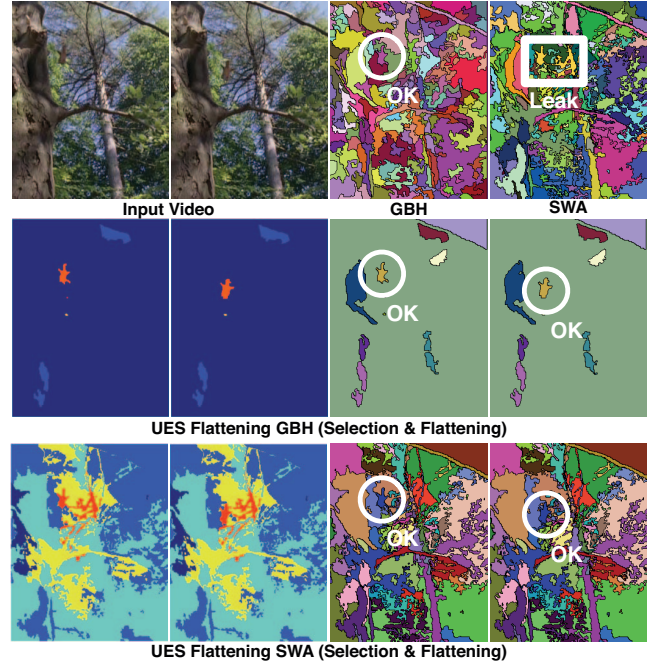 OK
Leak
Input Video
GBH
SWA
OK
OK
UES Flattening GBH (Selection & Flattening)
OK
OK
UES Flattening SWA (Selection & Flattening)